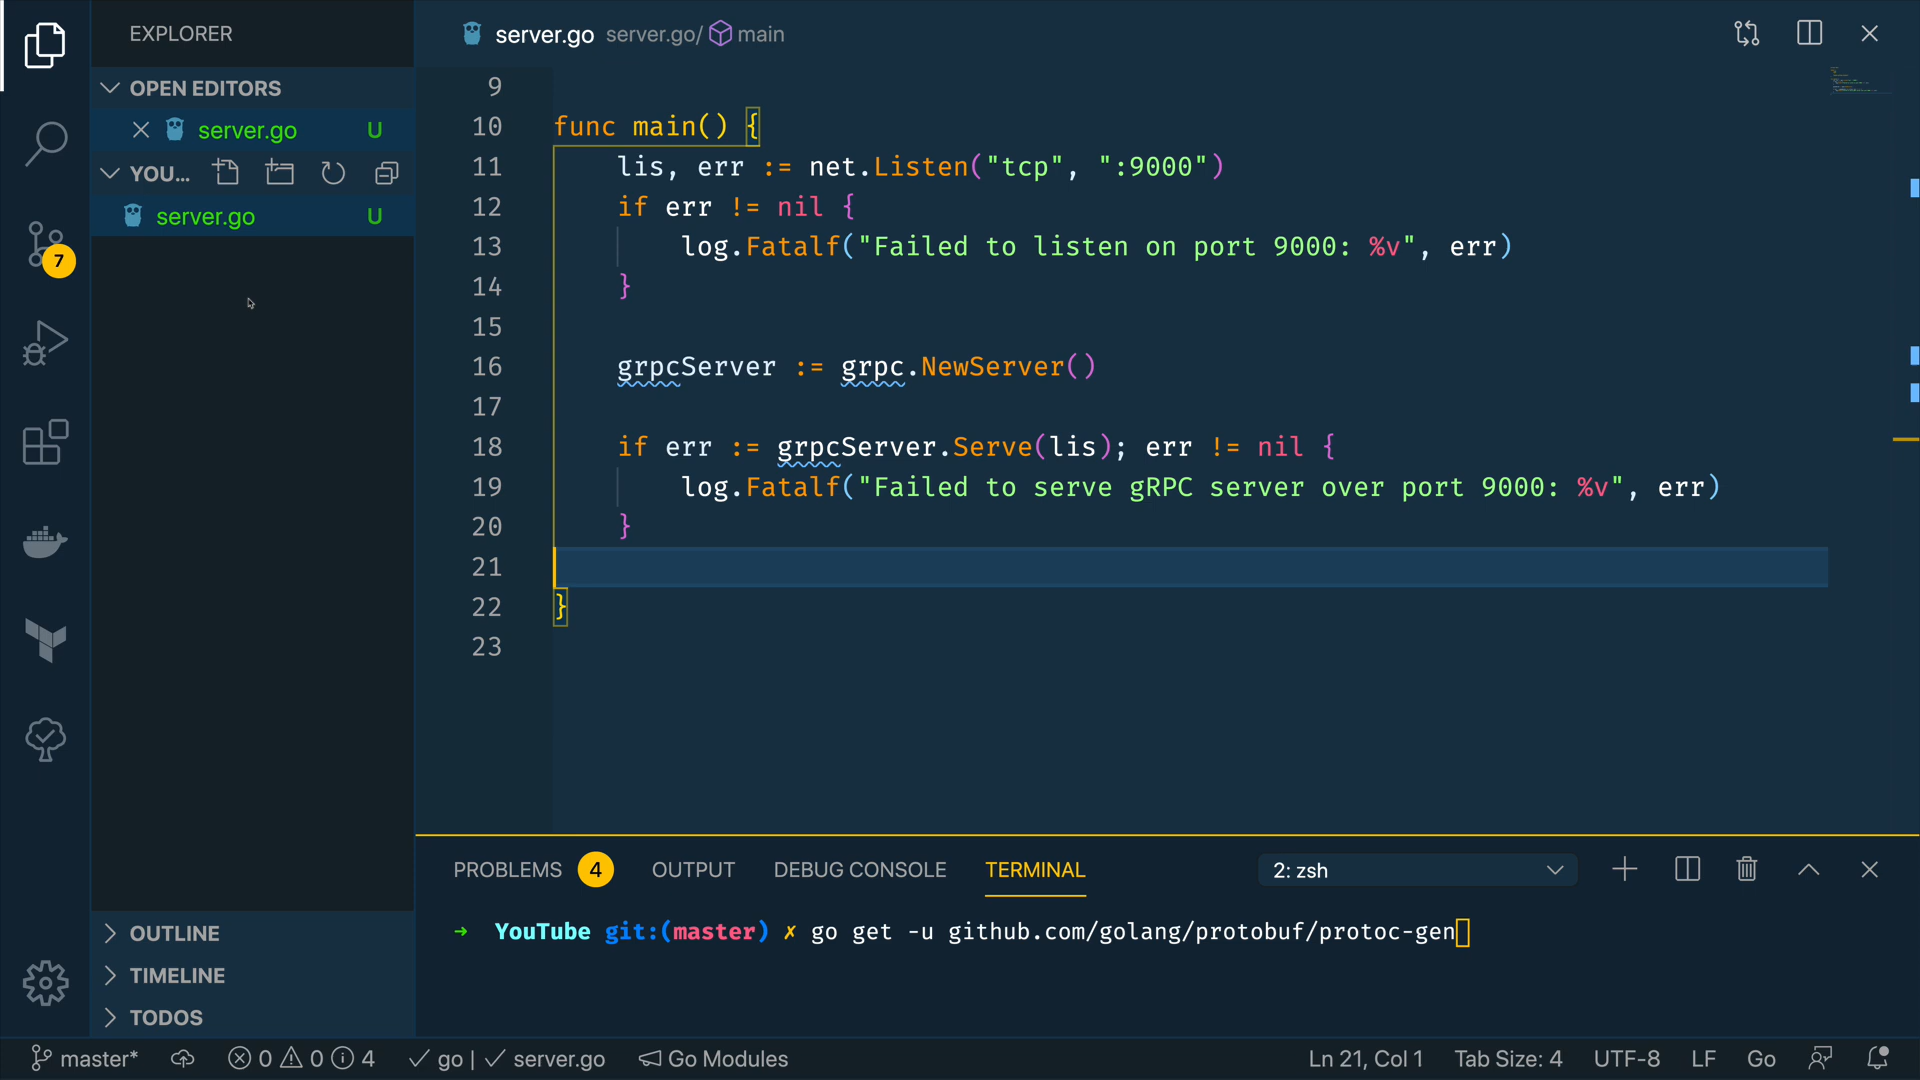 EXPLORER
OPEN EDITORS
server.go U
YOU...
server.go U
7
OUTLINE
TIMELINE
TODOS
server.go server.go/ main
9
10 func main() {
11 lis, err := net.Listen("tcp", ":9000")
12 if err != nil {
13 log.Fatalf("Failed to listen on port 9000: %v", err)
14 }
15
16 grpcServer := grpc.NewServer()
17
18 if err := grpcServer.Serve(lis); err != nil {
19 log.Fatalf("Failed to serve gRPC server over port 9000: %v", err)
20 }
21
22 }
23
PROBLEMS 4 OUTPUT DEBUG CONSOLE TERMINAL 2: zsh
➜ YouTube git:(master) ✗ go get -u github.com/golang/protobuf/protoc-gen
master* 0 0 4 go | server.go Go Modules Ln 21, Col 1 Tab Size: 4 UTF-8 LF Go